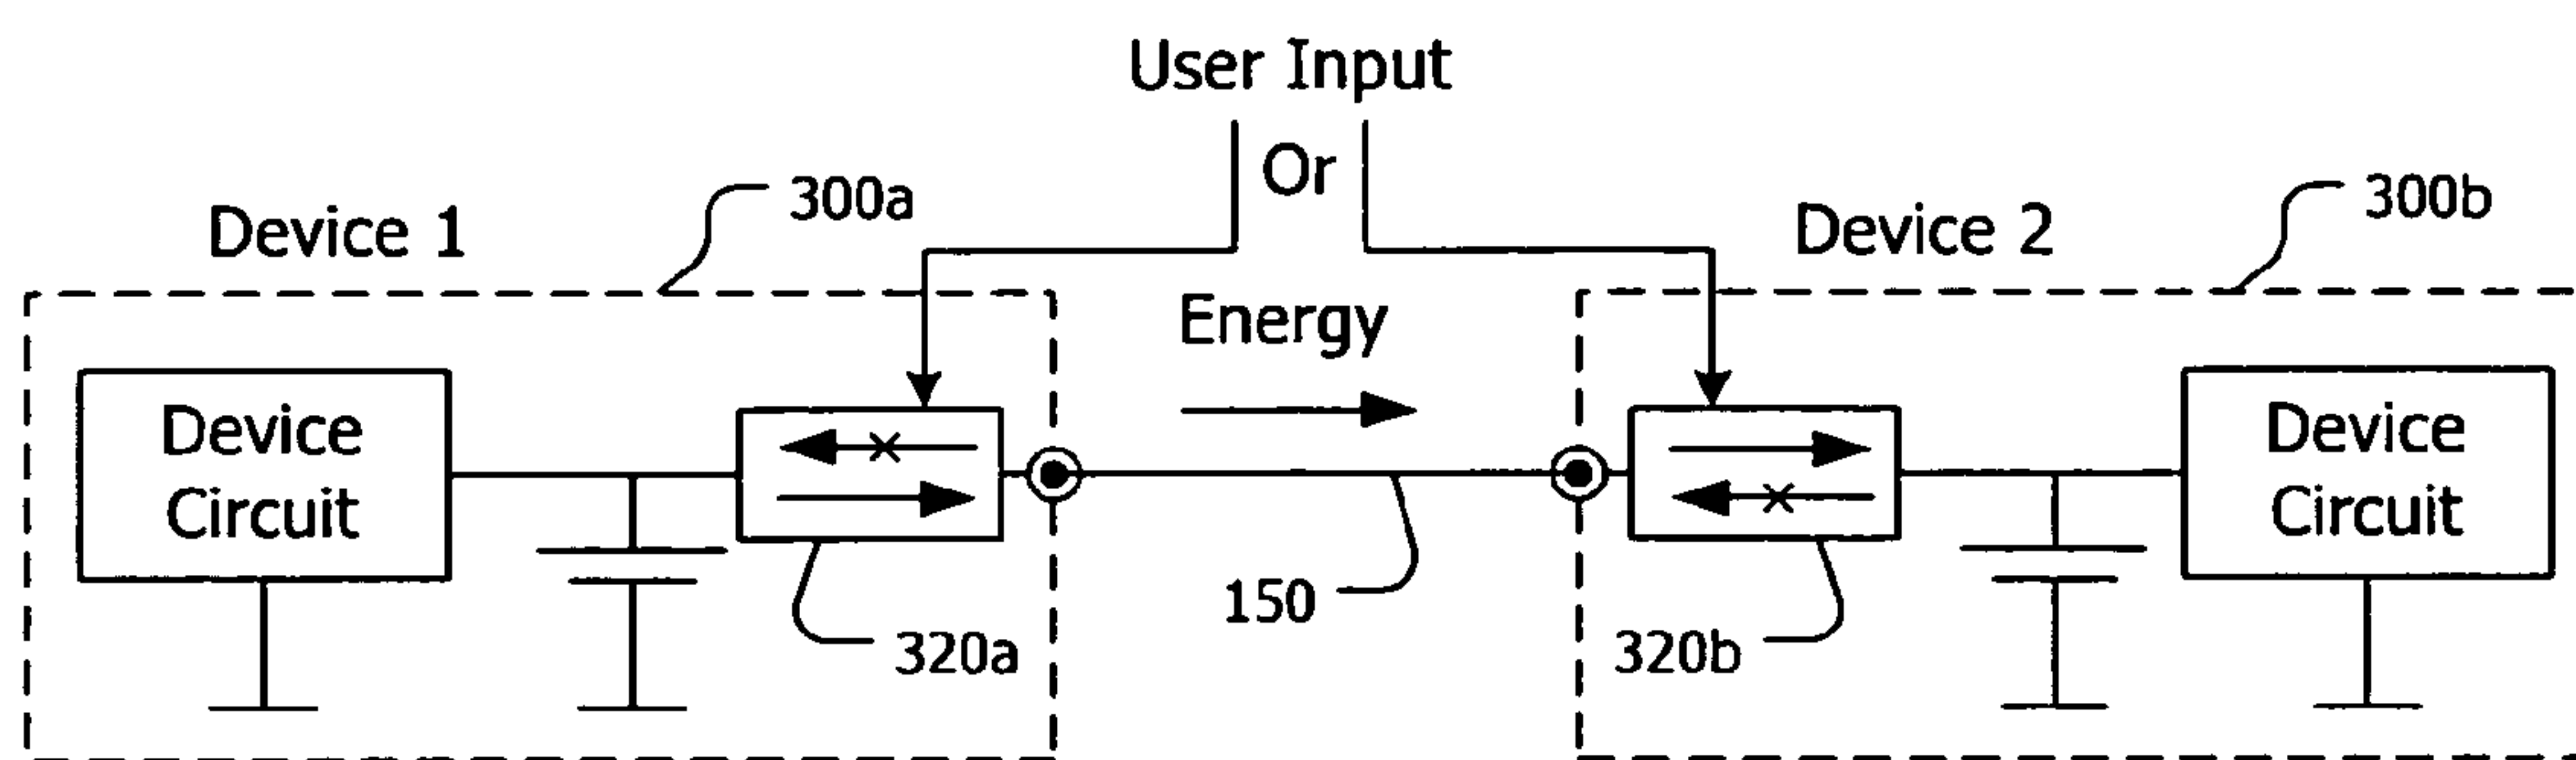 User Input
Or
300a
300b
Device 1
Device 2
Energy
Device
Circuit
Device
Circuit
150
320a
320b